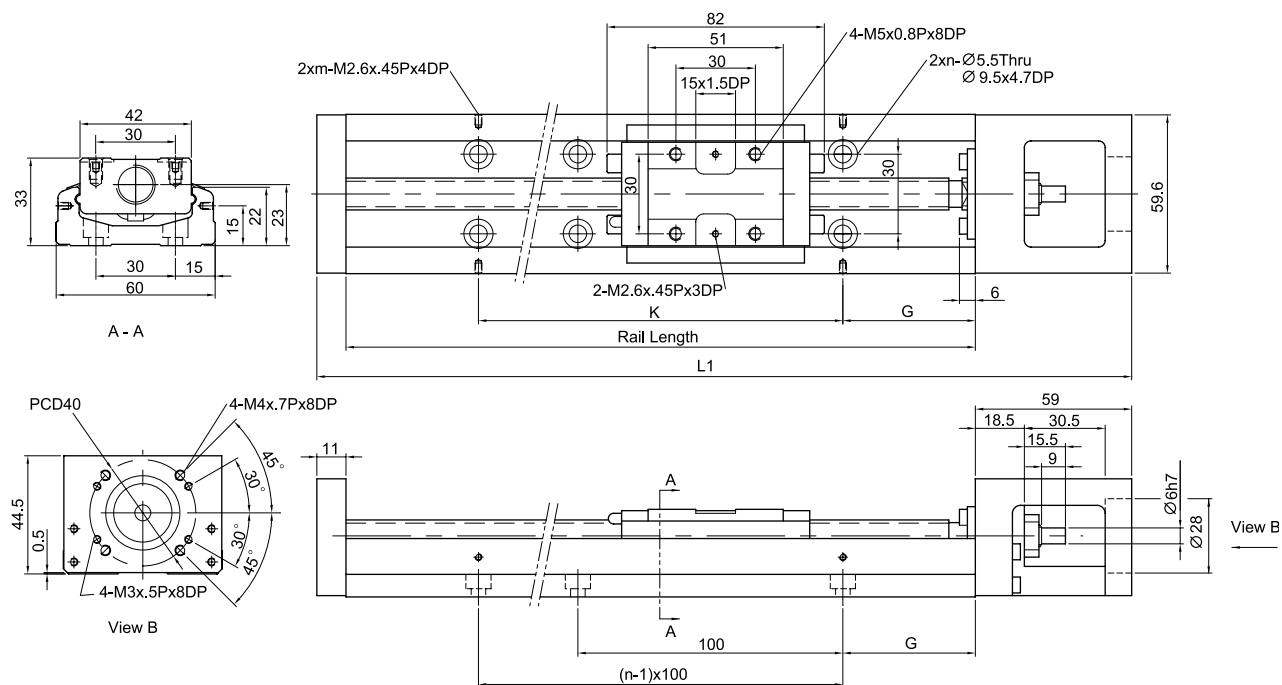 82
51
30
15x1.5DP
4-M5x0.8Px8DP
2xm-M2.6x.45Px4DP
2xn-Ø5.5Thru
Ø 9.5x4.7DP
42
30
33
15
22
23
30
15
60
A - A
30
30
59.6
2-M2.6x.45Px3DP
6
K
G
Rail Length
L1
PCD40
4-M4x.7Px8DP
45°
30°
30°
45°
44.5
0.5
4-M3x.5Px8DP
View B
11
A
A
59
18.5
30.5
15.5
9
Ø6h7
Ø28
View B
100
G
(n-1)x100